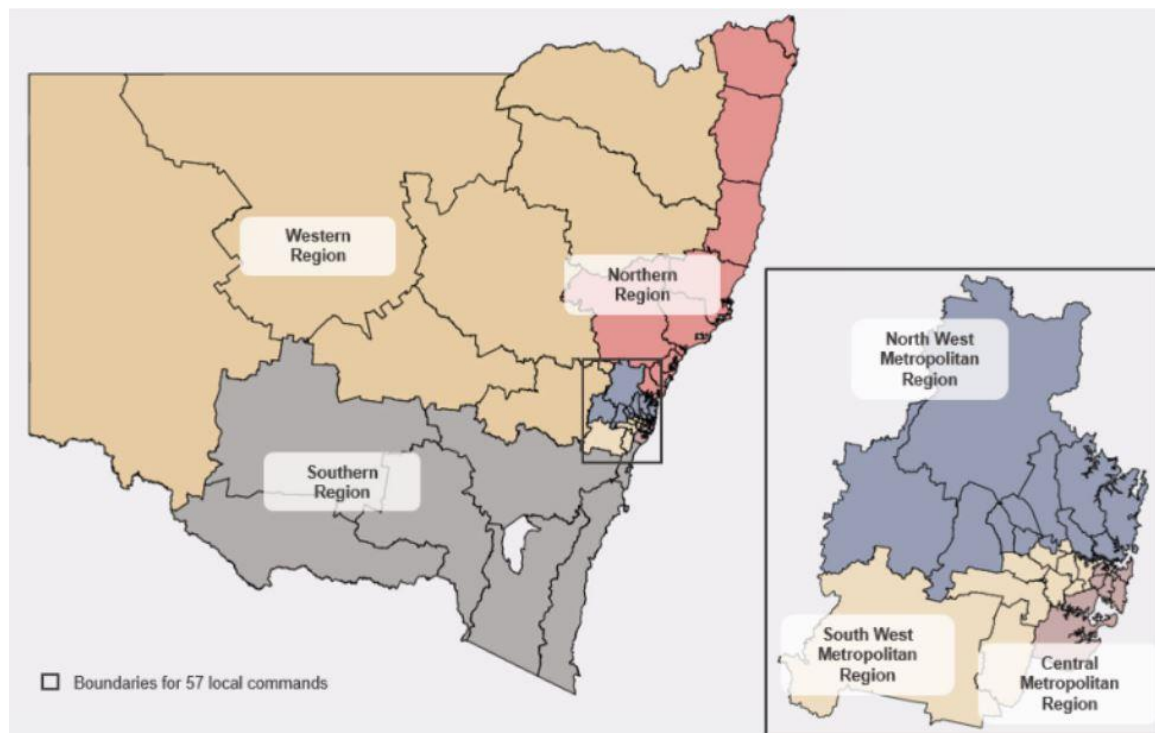 Western
Region
Northern
Region
Southern
Region
Boundaries for 57 local commands
North West
Metropolitan
Region
South West
Metropolitan
Region
Central
Metropolitan
Region